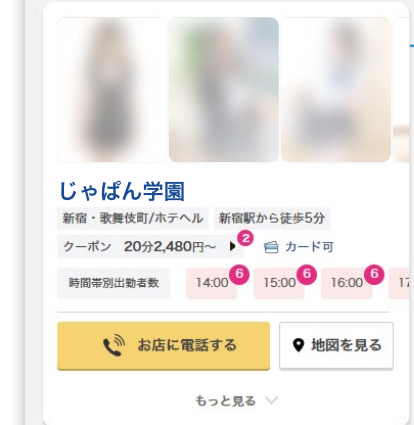 じゃぱん学園
新宿・歌舞伎町/ホテヘル 新宿駅から徒歩5分
クーポン 20分2,480円〜 2 カード可
時間帯別出勤者数 14:00 6 15:00 6 16:00 6 17
お店に電話する 地図を見る
もっと見る